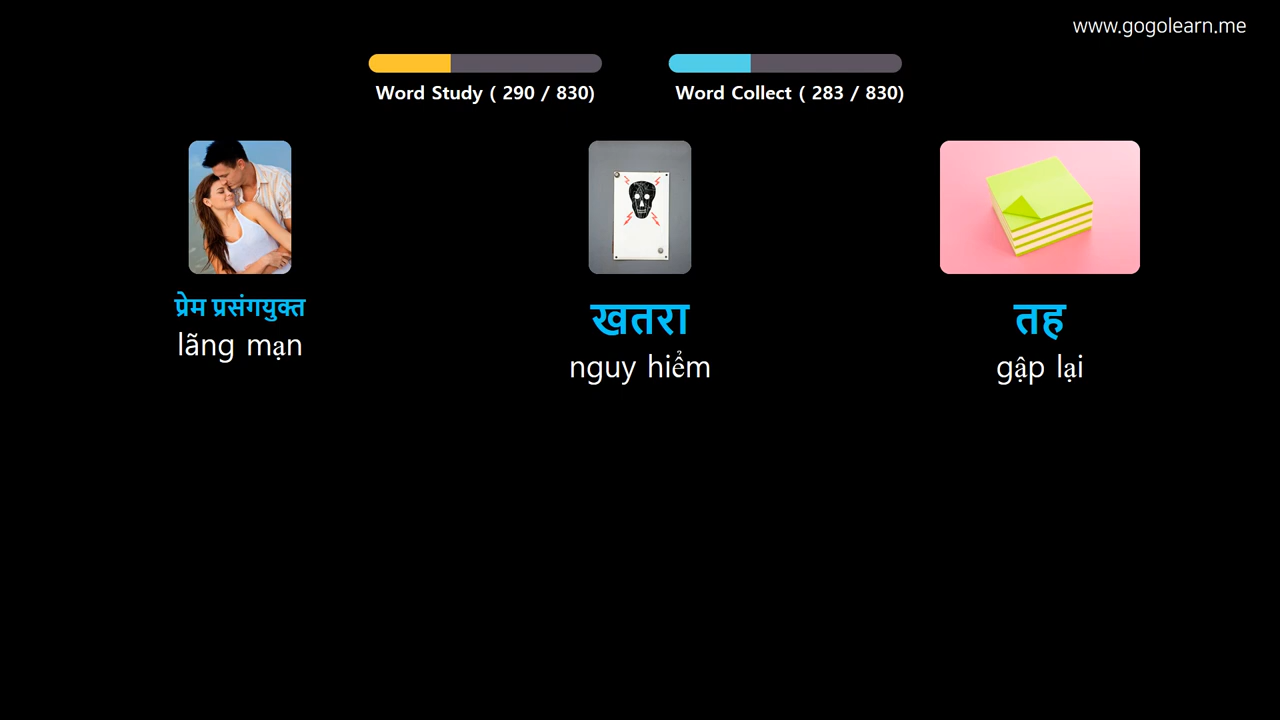 www.gogolearn.me
Word Study ( 290 / 830)
Word Collect ( 283 / 830)
प्रेम प्रसंगयुक्त
lãng mạn
खतरा
nguy hiểm
तह
gập lại